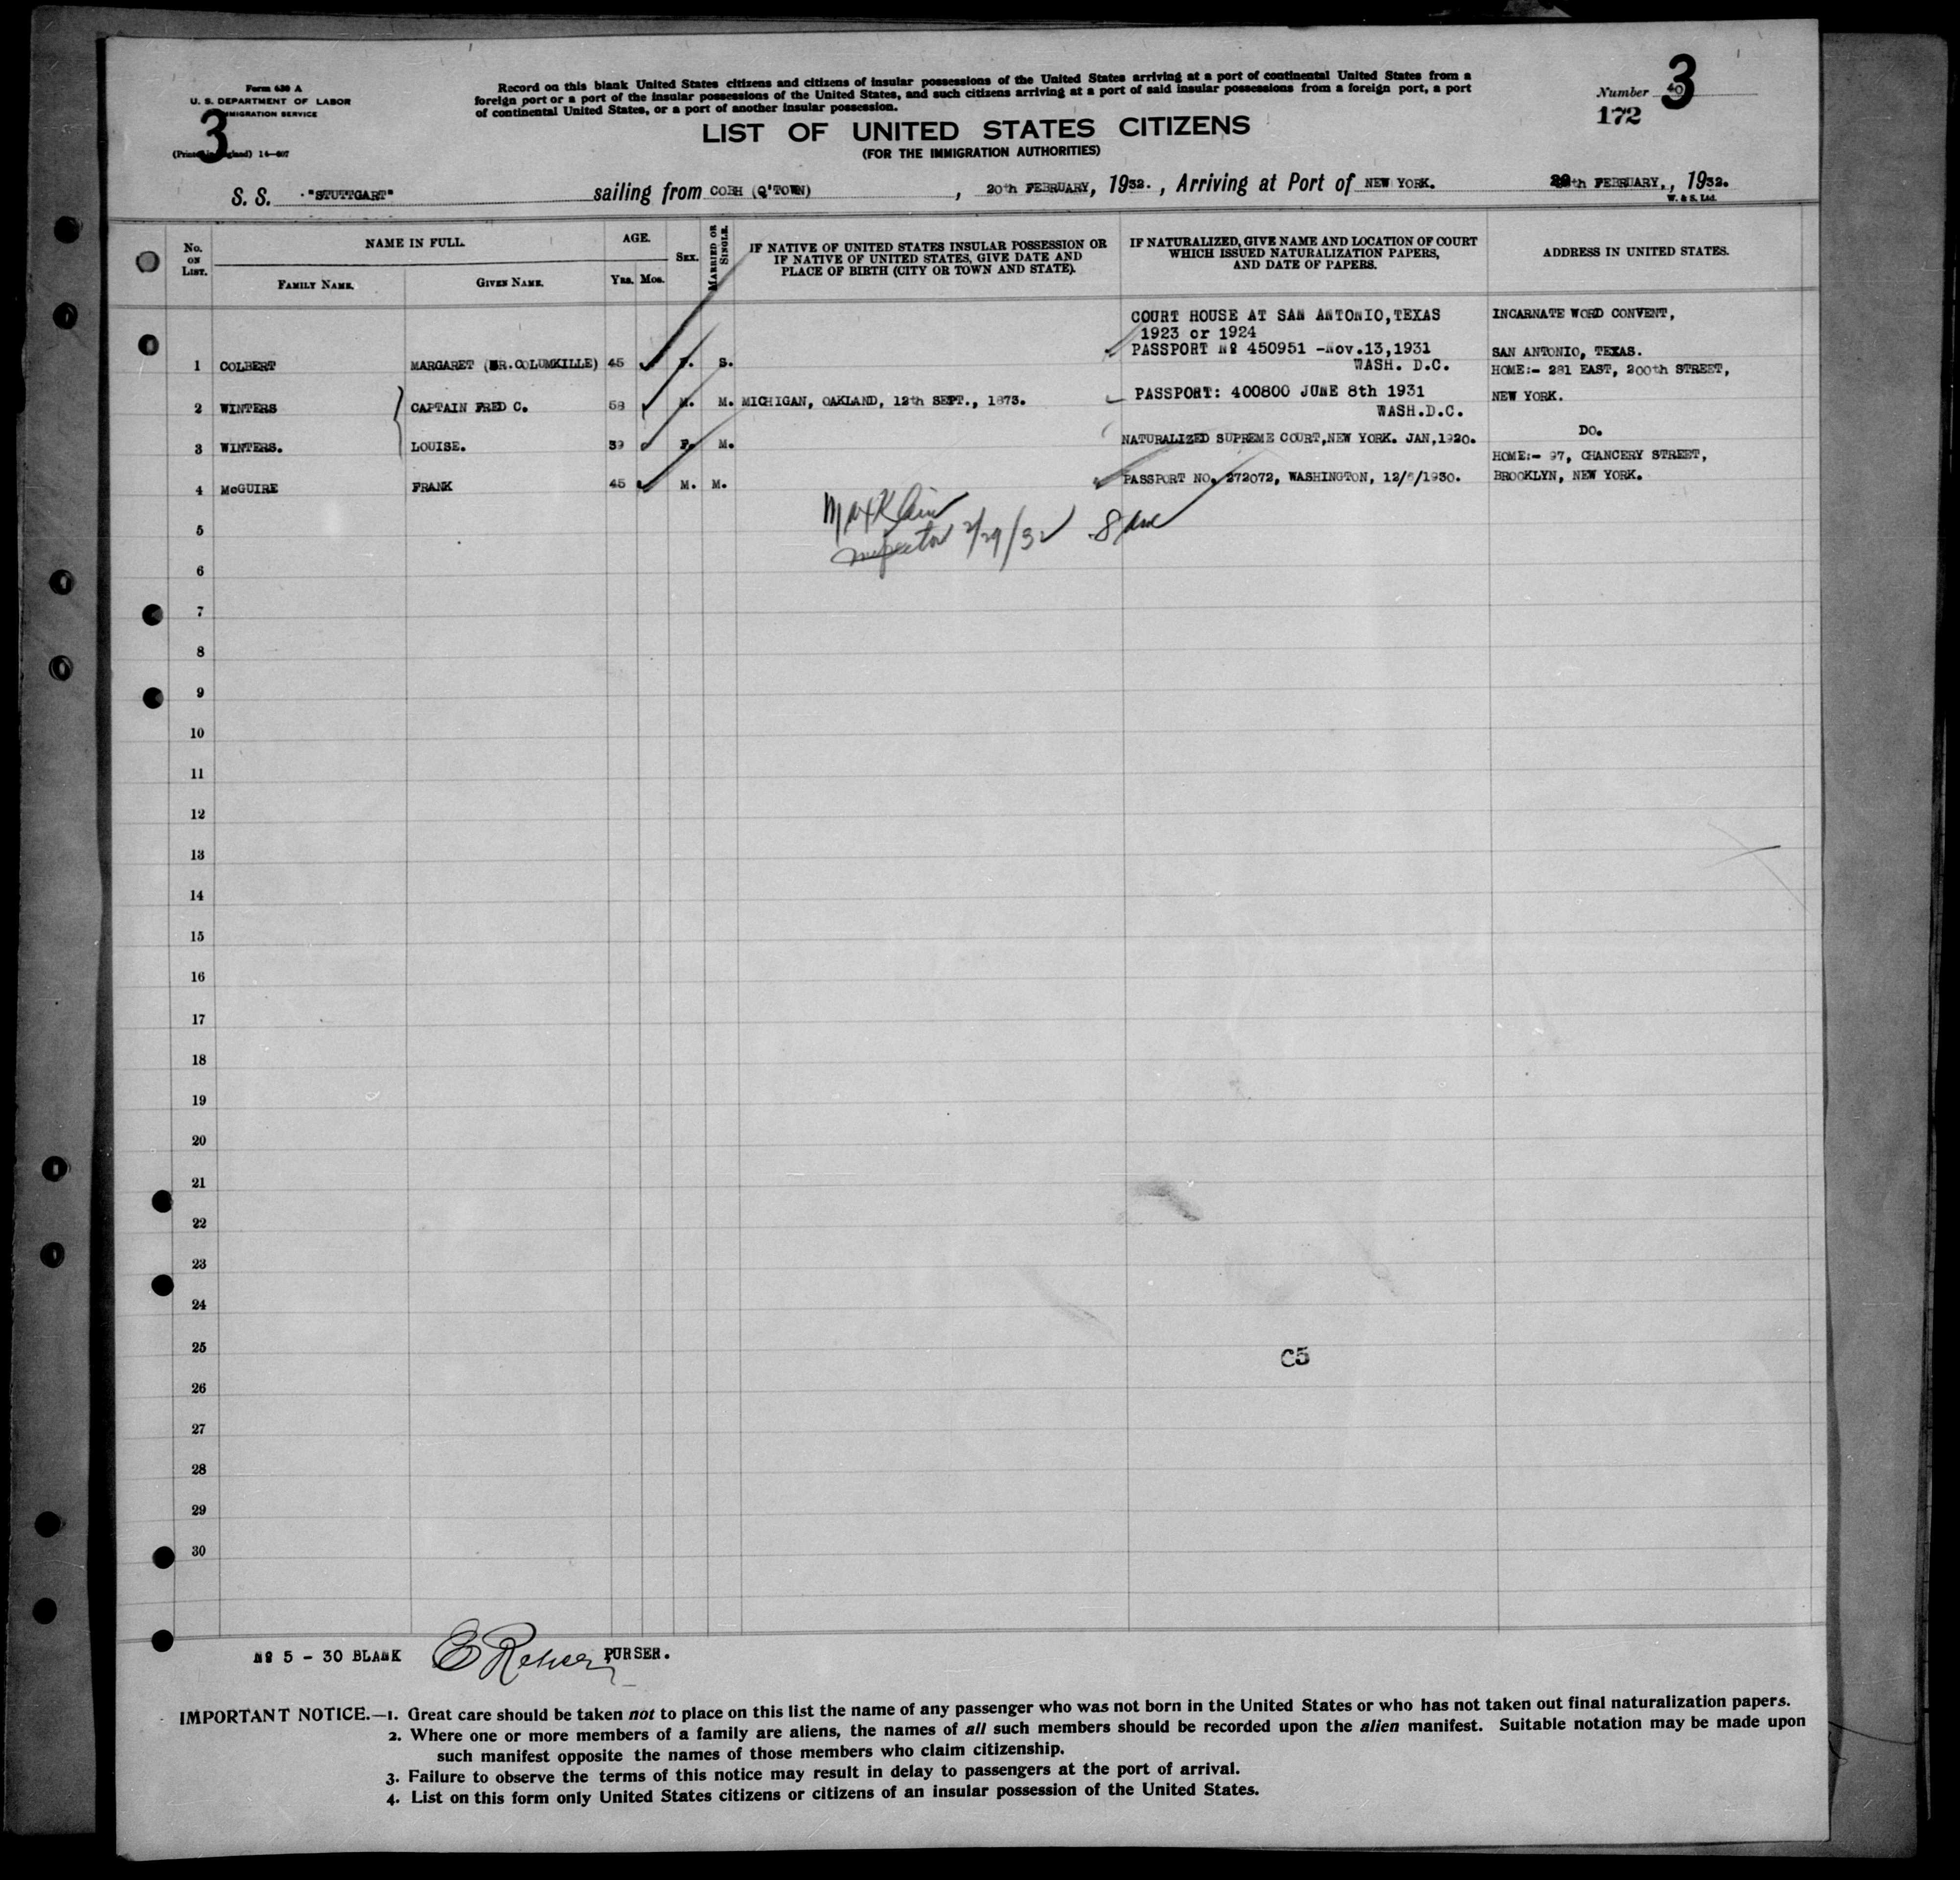 Form 630 A
U. S. DEPARTMENT OF LABOR
IMMIGRATION SERVICE
3
(Printed in England) 14—607
Record on this blank United States citizens and citizens of insular possessions of the United States arriving at a port of continental United States from a
foreign port or a port of the insular possessions of the United States, and such citizens arriving at a port of said insular possessions from a foreign port, a port
of continental United States, or a port of another insular possession.
LIST OF UNITED STATES CITIZENS
(FOR THE IMMIGRATION AUTHORITIES)
Number 40 3
172
S. S. "STUTTGART" sailing from COBH (Q'TOWN), 20th FEBRUARY, 1932., Arriving at Port of NEW YORK. 29th FEBRUARY,, 1932.
W. & S. Ltd.
No. ON LIST.
NAME IN FULL.
FAMILY NAME.
GIVEN NAME.
AGE.
Yrs. Mos.
SEX.
MARRIED OR SINGLE.
IF NATIVE OF UNITED STATES INSULAR POSSESSION OR
IF NATIVE OF UNITED STATES, GIVE DATE AND
PLACE OF BIRTH (CITY OR TOWN AND STATE).
IF NATURALIZED, GIVE NAME AND LOCATION OF COURT
WHICH ISSUED NATURALIZATION PAPERS,
AND DATE OF PAPERS.
ADDRESS IN UNITED STATES.
COURT HOUSE AT SAN ANTONIO, TEXAS INCARNATE WORD CONVENT,
1923 or 1924
PASSPORT Nº 450951 -Nov.13,1931 SAN ANTONIO, TEXAS.
1 COLBERT MARGARET (SR.COLUMKILLE) 45 F. S. WASH. D.C.
HOME:- 281 EAST, 200th STREET,
2 WINTERS CAPTAIN FRED C. 58 M. M. MICHIGAN, OAKLAND, 12th SEPT., 1873. PASSPORT: 400800 JUNE 8th 1931 NEW YORK.
WASH.D.C.
3 WINTERS. LOUISE. 39 F. M. NATURALIZED SUPREME COURT, NEW YORK. JAN,1920. DO.
HOME:- 97, CHANCERY STREET,
4 McGUIRE FRANK 45 M. M. PASSPORT NO. 272072, WASHINGTON, 12/ /1930. BROOKLYN, NEW YORK.
Inspector 2/29/32
5
6
7
8
9
10
11
12
13
14
15
16
17
18
19
20
21
22
23
24
25
C5
26
27
28
29
30
Nº 5 - 30 BLANK PURSER.
IMPORTANT NOTICE.—1. Great care should be taken not to place on this list the name of any passenger who was not born in the United States or who has not taken out final naturalization papers.
2. Where one or more members of a family are aliens, the names of all such members should be recorded upon the alien manifest. Suitable notation may be made upon
such manifest opposite the names of those members who claim citizenship.
3. Failure to observe the terms of this notice may result in delay to passengers at the port of arrival.
4. List on this form only United States citizens or citizens of an insular possession of the United States.